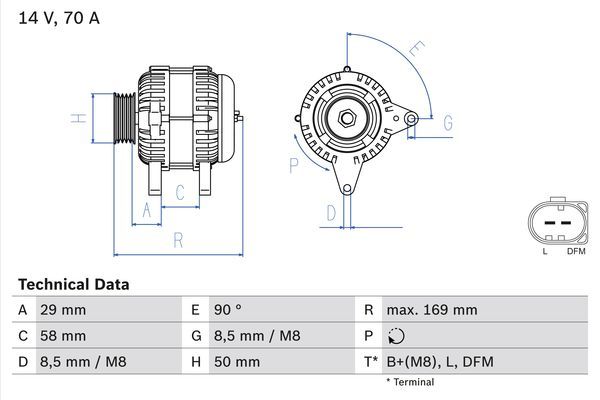 14 V, 70 A
E
H
G
P
A
C
D
R
L DFM
Technical Data
A 29 mm E 90 ° R max. 169 mm
C 58 mm G 8,5 mm / M8 P
D 8,5 mm / M8 H 50 mm T* B+(M8), L, DFM
* Terminal